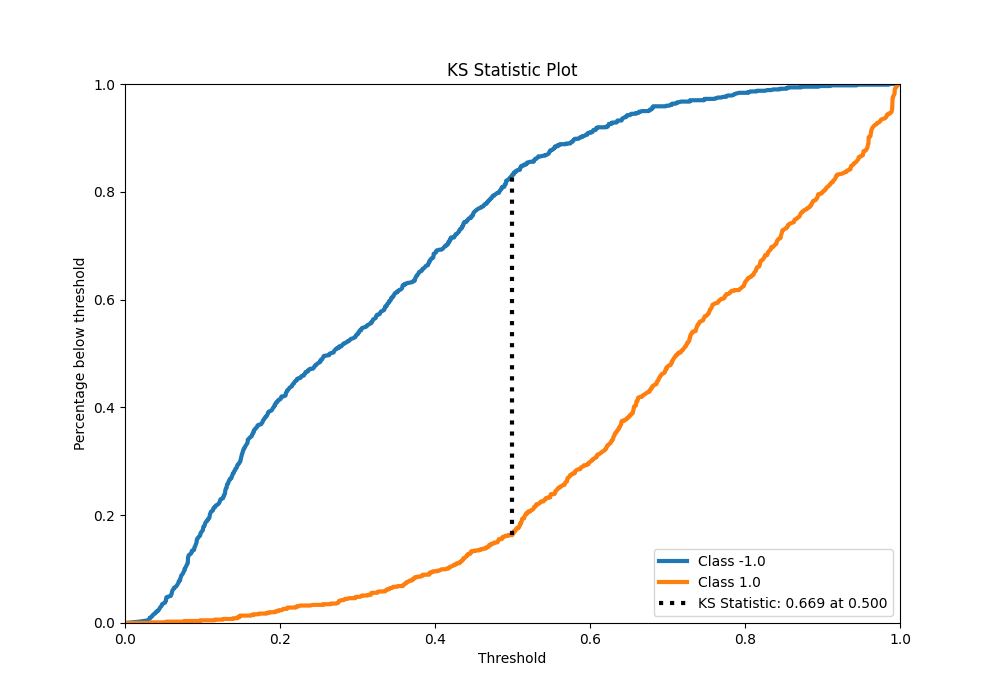 KS Statistic Plot
1.0
0.8
0.6
0.4
0.2
0.0
Percentage below threshold
0.0 0.2 0.4 0.6 0.8 1.0
Threshold
Class -1.0
Class 1.0
KS Statistic: 0.669 at 0.500